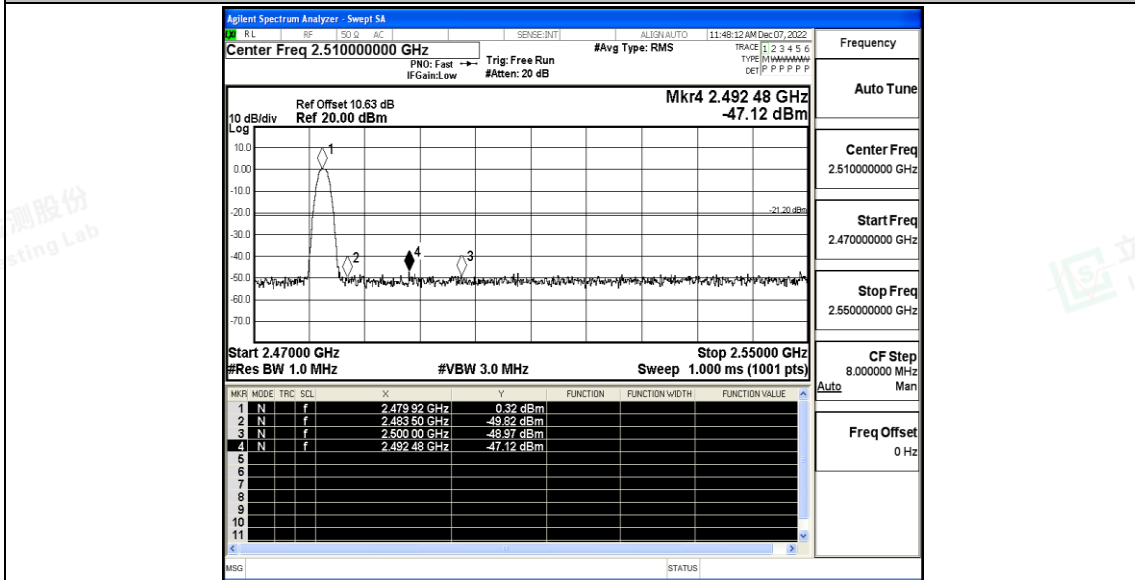 Agilent Spectrum Analyzer - Swept SA
LXI RL RF 50 Ω AC SENSE:INT ALIGNAUTO 11:48:12 AM Dec 07, 2022
Center Freq 2.510000000 GHz
PNO: Fast
IFGain:Low
Trig: Free Run
#Atten: 20 dB
#Avg Type: RMS
TRACE 1 2 3 4 5 6
TYPE M WWWWW
DET P P P P P P
Frequency
Auto Tune
Mkr4 2.492 48 GHz
-47.12 dBm
Ref Offset 10.63 dB
10 dB/div Ref 20.00 dBm
Log
10.0
0.00
-10.0
-20.0
-30.0
-40.0
-50.0
-60.0
-70.0
1
2
4
3
-21.20 dBm
Center Freq
2.510000000 GHz
Start Freq
2.470000000 GHz
Stop Freq
2.550000000 GHz
CF Step
8.000000 MHz
Auto Man
Freq Offset
0 Hz
Start 2.47000 GHz Stop 2.55000 GHz
#Res BW 1.0 MHz #VBW 3.0 MHz Sweep 1.000 ms (1001 pts)
MKR MODE TRC SCL X Y FUNCTION FUNCTION WIDTH FUNCTION VALUE
1 N f 2.479 92 GHz 0.32 dBm
2 N f 2.483 50 GHz -49.82 dBm
3 N f 2.500 00 GHz -48.97 dBm
4 N f 2.492 48 GHz -47.12 dBm
5
6
7
8
9
10
11
MSG STATUS
测股份
sting Lab
立